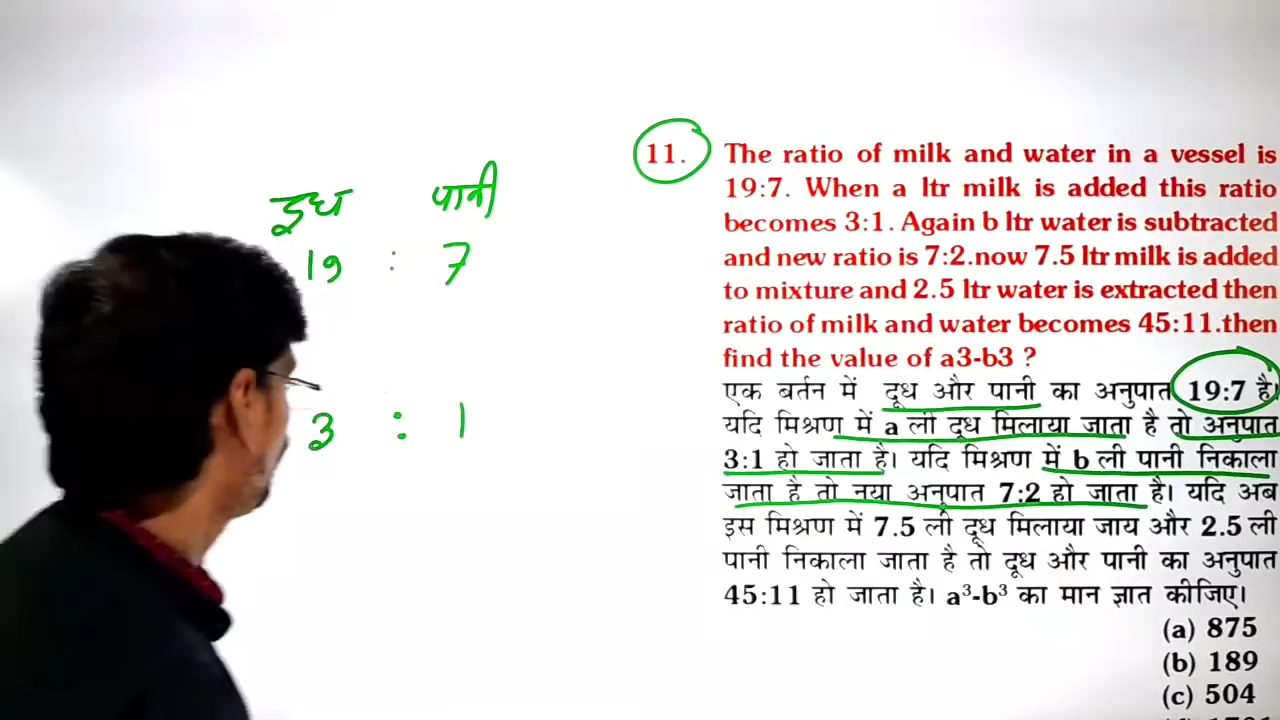 दूध पानी
19 : 7
3 : 1
11. The ratio of milk and water in a vessel is
19:7. When a ltr milk is added this ratio
becomes 3:1. Again b ltr water is subtracted
and new ratio is 7:2.now 7.5 ltr milk is added
to mixture and 2.5 ltr water is extracted then
ratio of milk and water becomes 45:11.then
find the value of a3-b3 ?
एक बर्तन में दूध और पानी का अनुपात 19:7 है।
यदि मिश्रण में a ली दूध मिलाया जाता है तो अनुपात
3:1 हो जाता है। यदि मिश्रण में b ली पानी निकाला
जाता है तो नया अनुपात 7:2 हो जाता है। यदि अब
इस मिश्रण में 7.5 ली दूध मिलाया जाय और 2.5 ली
पानी निकाला जाता है तो दूध और पानी का अनुपात
45:11 हो जाता है। a³-b³ का मान ज्ञात कीजिए।
(a) 875
(b) 189
(c) 504